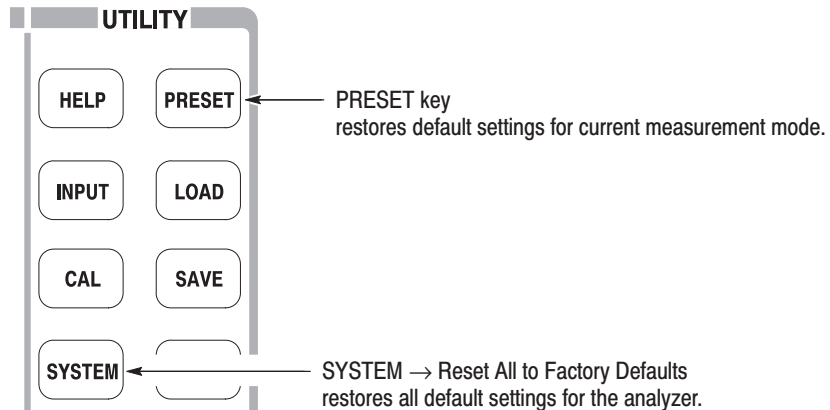 UTILITY
HELP PRESET
PRESET key
restores default settings for current measurement mode.
INPUT LOAD
CAL SAVE
SYSTEM
SYSTEM → Reset All to Factory Defaults
restores all default settings for the analyzer.